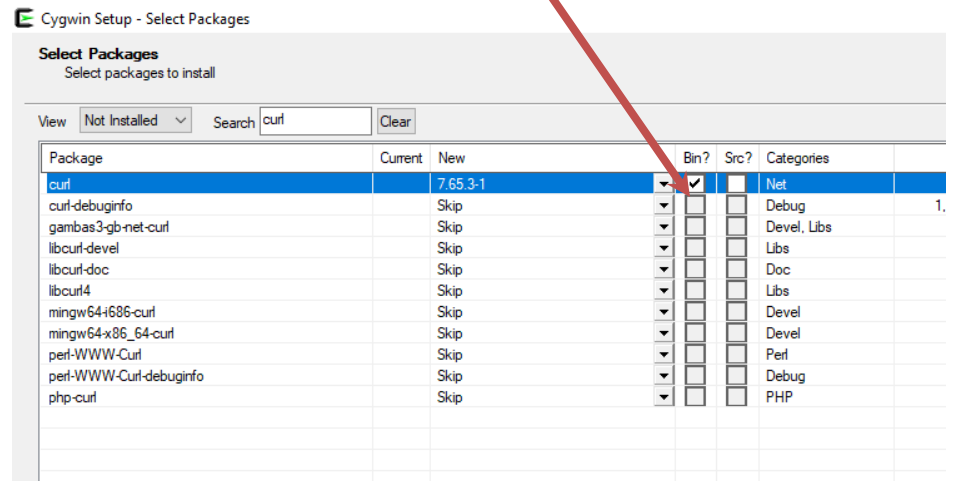 Cygwin Setup - Select Packages
Select Packages
Select packages to install
View Not Installed Search curl Clear
Package Current New Bin? Src? Categories
curl 7.65.3-1 Net
curl-debuginfo Skip Debug 1,
gambas3-gb-net-curl Skip Devel, Libs
libcurl-devel Skip Libs
libcurl-doc Skip Doc
libcurl4 Skip Libs
mingw64-i686-curl Skip Devel
mingw64-x86_64-curl Skip Devel
perl-WWW-Curl Skip Perl
perl-WWW-Curl-debuginfo Skip Debug
php-curl Skip PHP